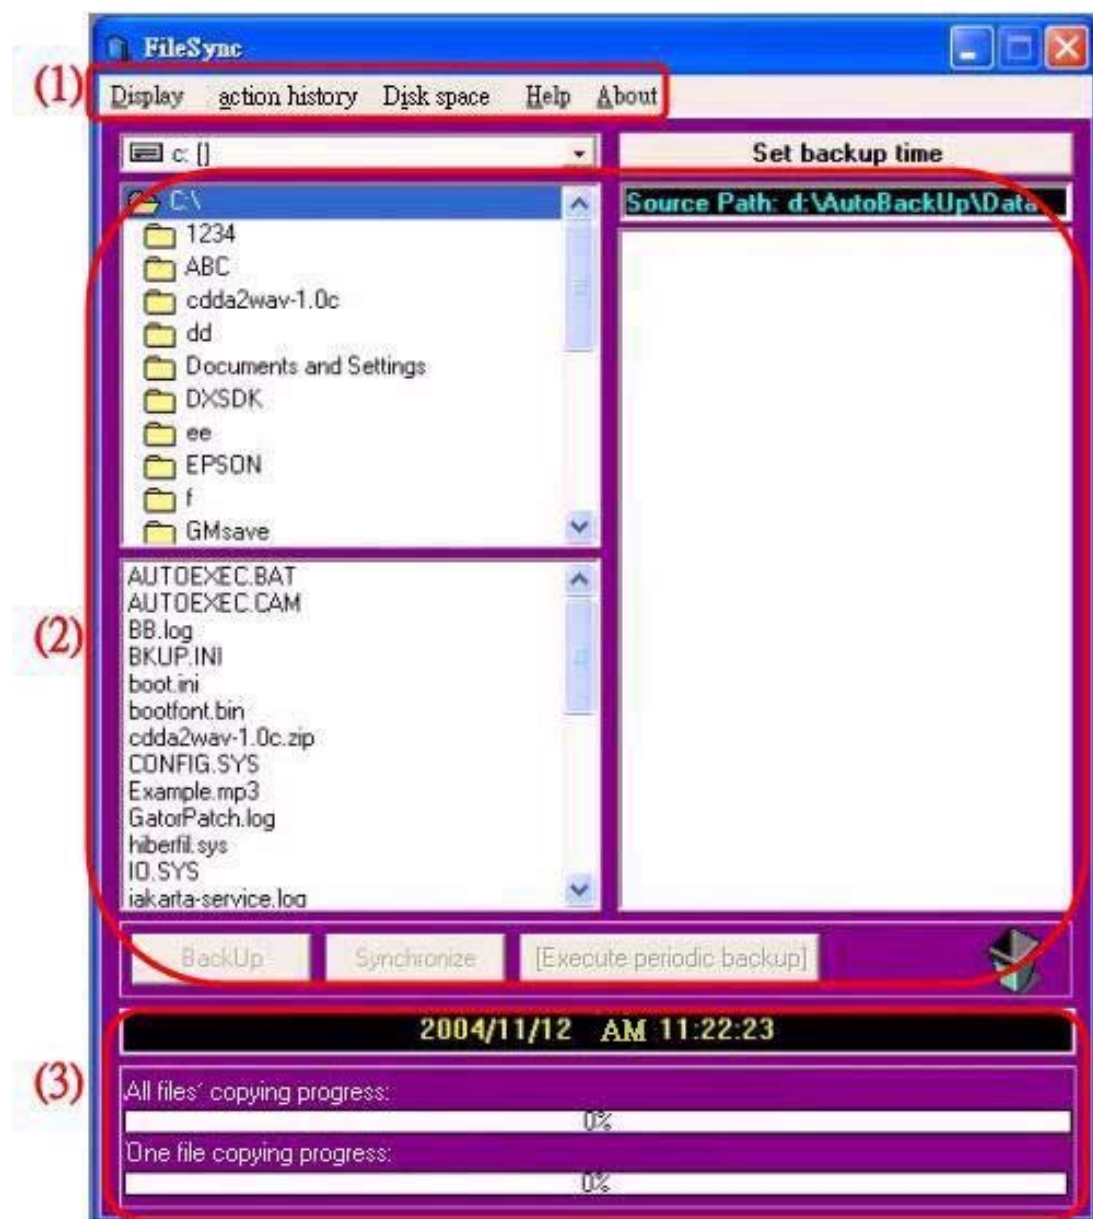 FileSync
(1)
Display action history Disk space Help About
c: []
Set backup time
C:\
Source Path: d:\AutoBackUp\Data
1234
ABC
cdda2wav-1.0c
dd
Documents and Settings
DXSDK
ee
EPSON
f
GMsave
(2)
AUTOEXEC.BAT
AUTOEXEC.CAM
BB.log
BKUP.INI
boot.ini
bootfont.bin
cdda2wav-1.0c.zip
CONFIG.SYS
Example.mp3
GatorPatch.log
hiberfil.sys
IO.SYS
jakarta-service.log
BackUp Synchronize [Execute periodic backup]
2004/11/12 AM 11:22:23
(3)
All files' copying progress:
0%
One file copying progress:
0%